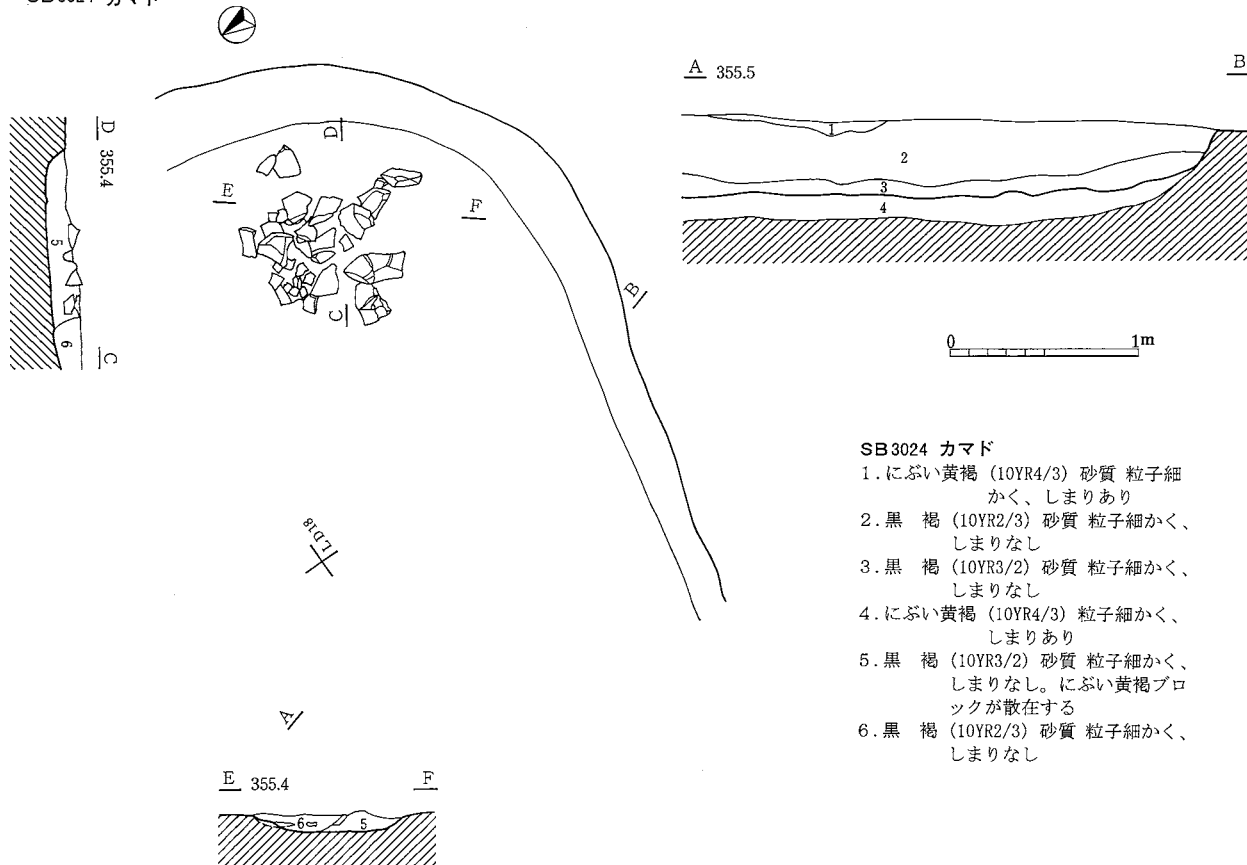 SB3024 カマド
A 355.5
B
D
355.4
C
5
6
D
E
F
C
B
LD18
A
1
2
3
4
0 1m
E 355.4 F
6
5
SB3024 カマド
1.にぶい黄褐 (10YR4/3) 砂質 粒子細
かく、しまりあり
2.黒 褐 (10YR2/3) 砂質 粒子細かく、
しまりなし
3.黒 褐 (10YR3/2) 砂質 粒子細かく、
しまりなし
4.にぶい黄褐 (10YR4/3) 粒子細かく、
しまりあり
5.黒 褐 (10YR3/2) 砂質 粒子細かく、
しまりなし。にぶい黄褐ブロ
ックが散在する
6.黒 褐 (10YR2/3) 砂質 粒子細かく、
しまりなし